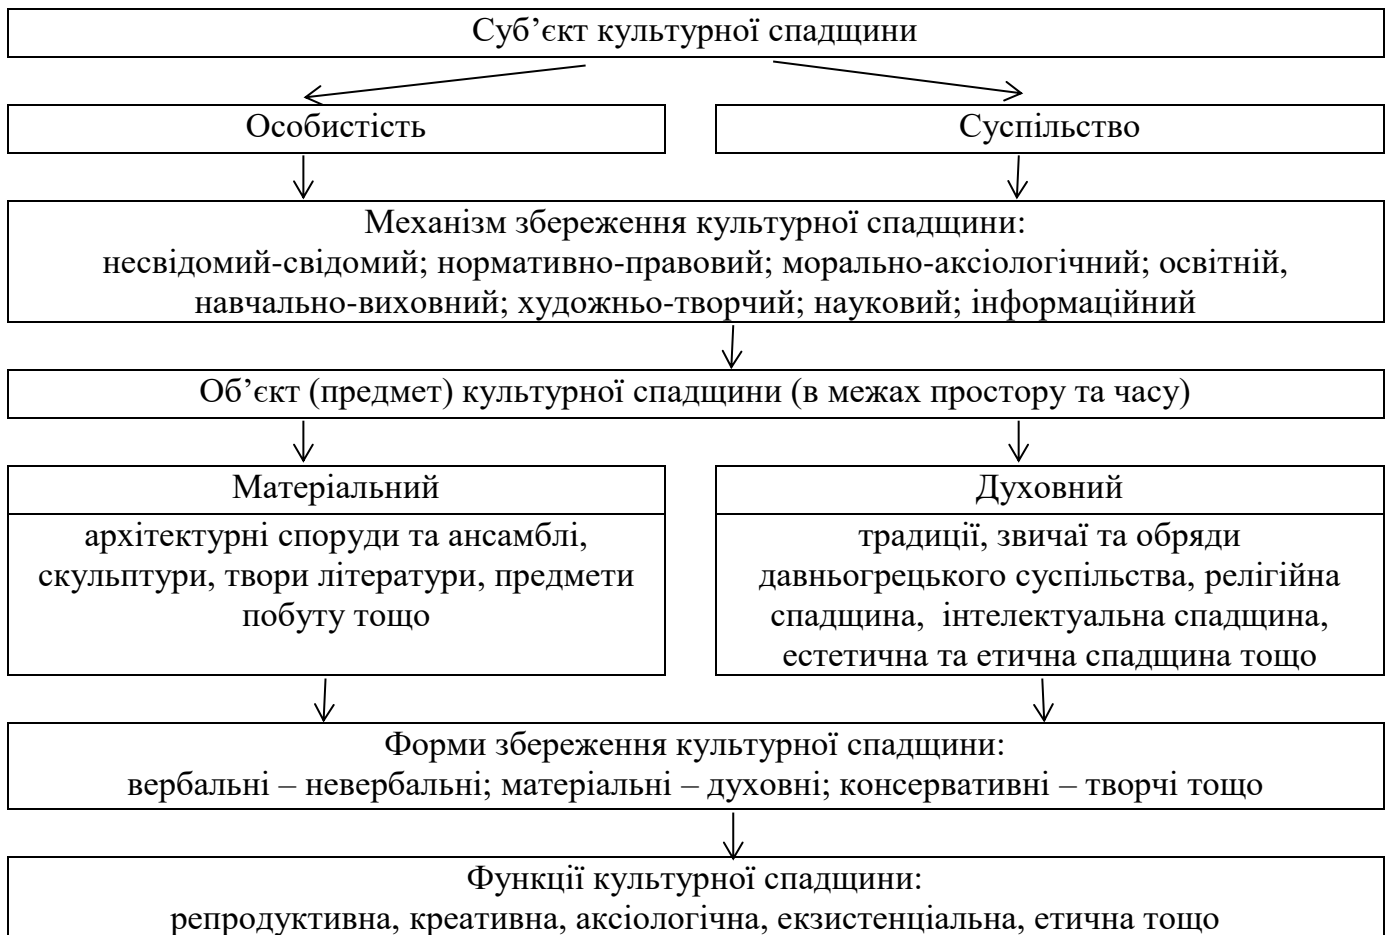 Суб’єкт культурної спадщини
Особистість
Суспільство
Механізм збереження культурної спадщини:
несвідомий-свідомий; нормативно-правовий; морально-аксіологічний; освітній,
навчально-виховний; художньо-творчий; науковий; інформаційний
Об’єкт (предмет) культурної спадщини (в межах простору та часу)
Матеріальний
архітектурні споруди та ансамблі,
скульптури, твори літератури, предмети
побуту тощо
Духовний
традиції, звичаї та обряди
давньогрецького суспільства, релігійна
спадщина, інтелектуальна спадщина,
естетична та етична спадщина тощо
Форми збереження культурної спадщини:
вербальні – невербальні; матеріальні – духовні; консервативні – творчі тощо
Функції культурної спадщини:
репродуктивна, креативна, аксіологічна, екзистенціальна, етична тощо